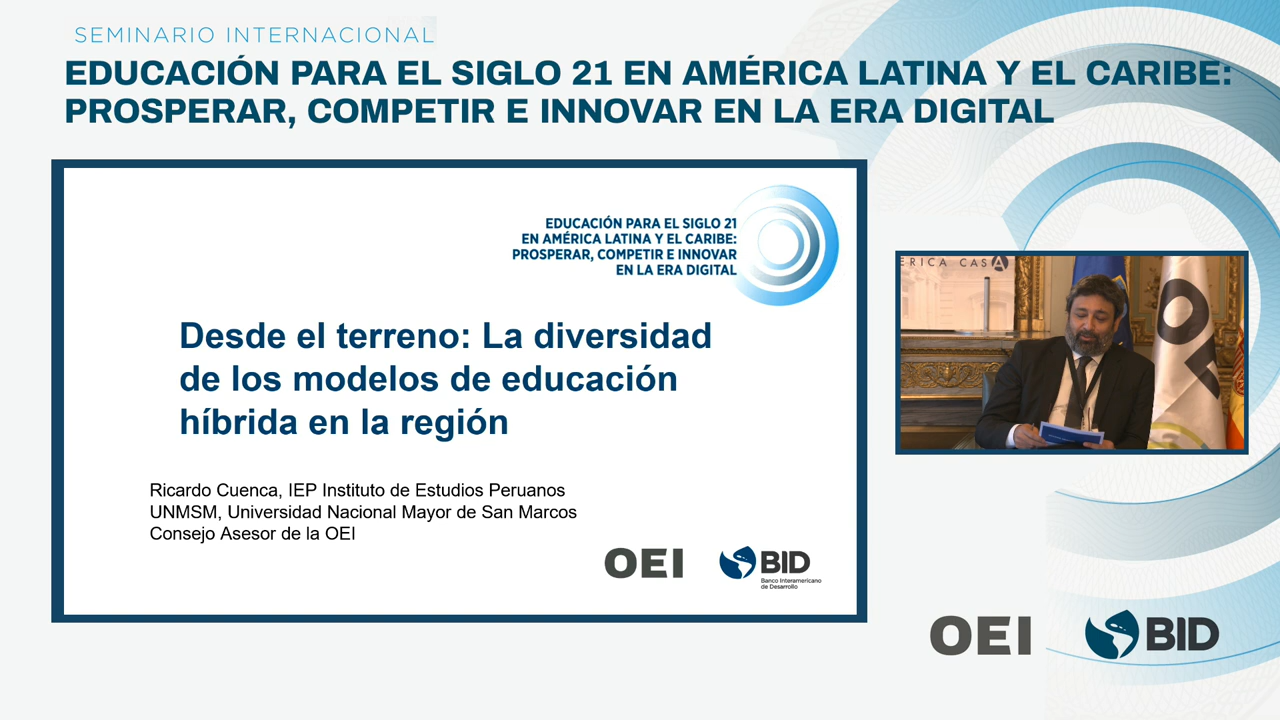 SEMINARIO INTERNACIONAL
EDUCACIÓN PARA EL SIGLO 21 EN AMÉRICA LATINA Y EL CARIBE:
PROSPERAR, COMPETIR E INNOVAR EN LA ERA DIGITAL
EDUCACIÓN PARA EL SIGLO 21
EN AMÉRICA LATINA Y EL CARIBE:
PROSPERAR, COMPETIR E INNOVAR
EN LA ERA DIGITAL
Desde el terreno: La diversidad
de los modelos de educación
híbrida en la región
Ricardo Cuenca, IEP Instituto de Estudios Peruanos
UNMSM, Universidad Nacional Mayor de San Marcos
Consejo Asesor de la OEI
OEI
BID
Banco Interamericano
de Desarrollo
CASA
OEI
BID